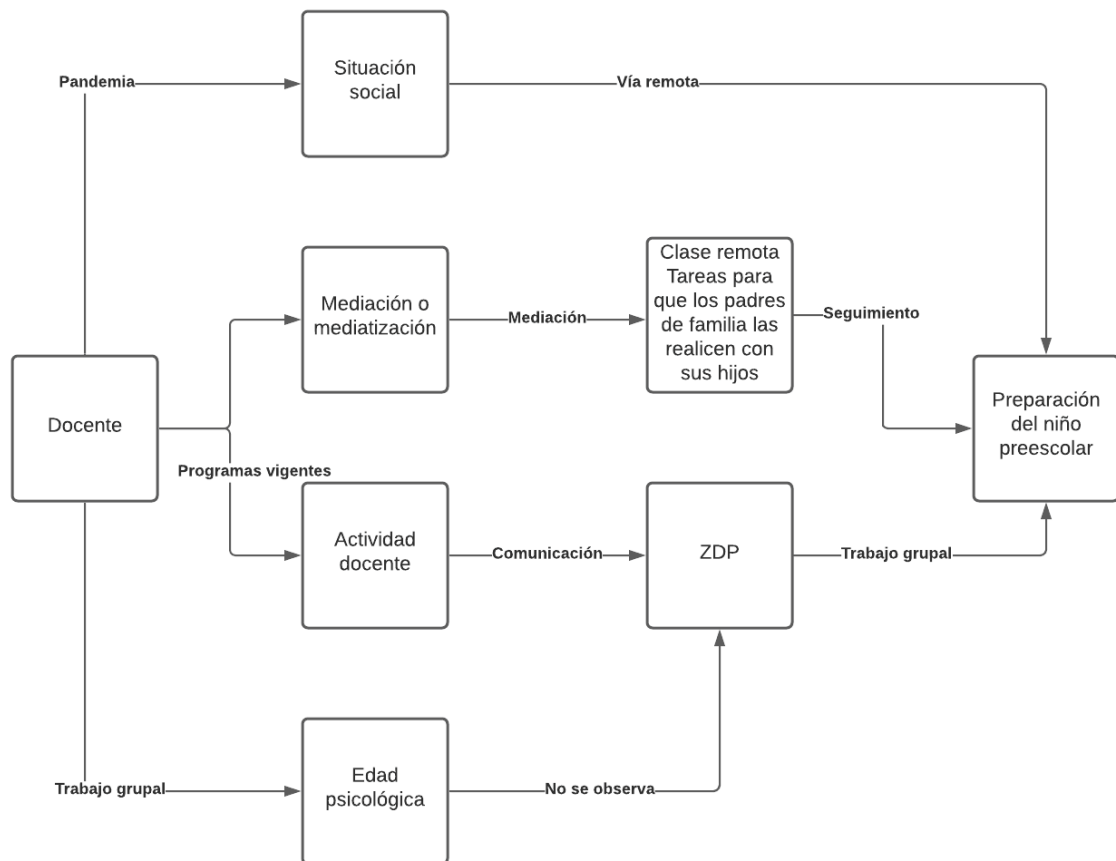 Pandemia
Situación
social
Vía remota
Mediación o
mediatización
Mediación
Clase remota
Tareas para
que los padres
de familia las
realicen con
sus hijos
Seguimiento
Docente
Programas vigentes
Preparación
del niño
preescolar
Actividad
docente
Comunicación
ZDP
Trabajo grupal
Trabajo grupal
Edad
psicológica
No se observa